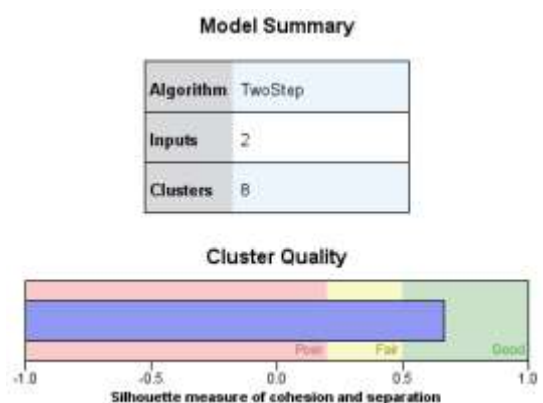 Model Summary
Algorithm TwoStep
Inputs 2
Clusters 8
Cluster Quality
Poor Fair Good
-1.0 -0.5 0.0 0.5 1.0
Silhouette measure of cohesion and separation